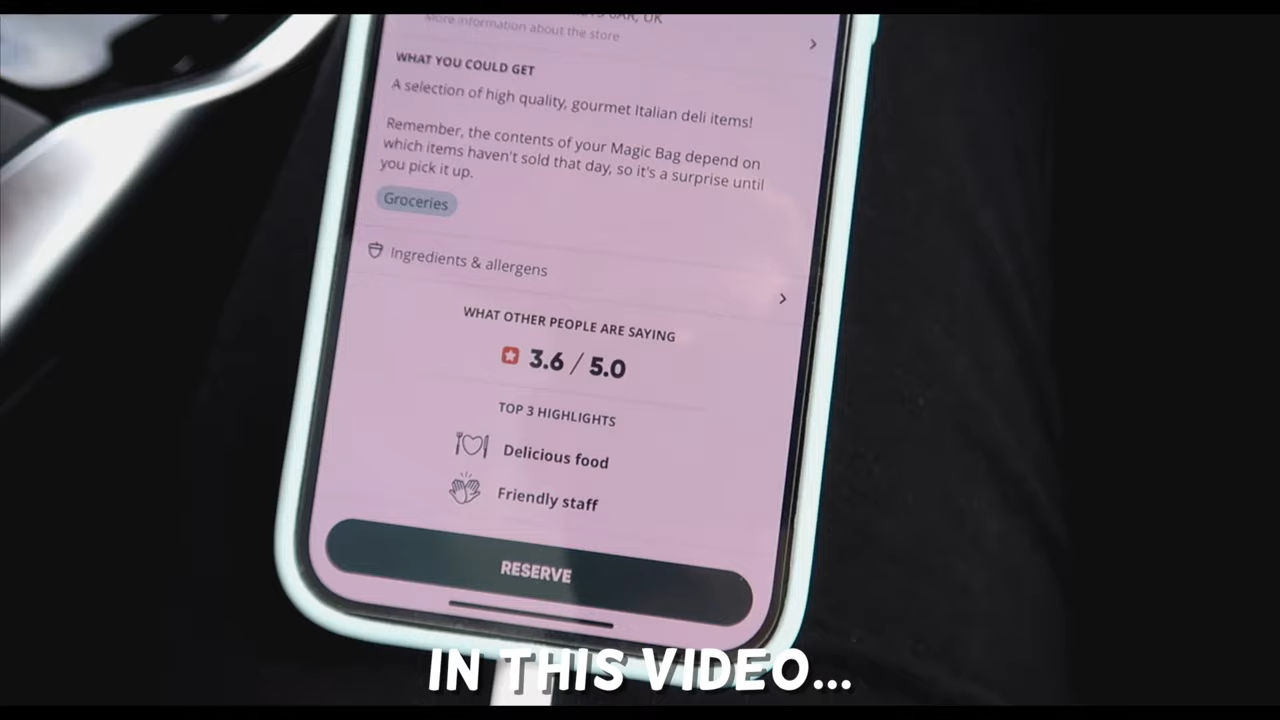 BAR, UK
More information about the store
WHAT YOU COULD GET
A selection of high quality, gourmet Italian deli items!
Remember, the contents of your Magic Bag depend on
which items haven't sold that day, so it's a surprise until
you pick it up.
Groceries
Ingredients & allergens
WHAT OTHER PEOPLE ARE SAYING
3.6 / 5.0
TOP 3 HIGHLIGHTS
Delicious food
Friendly staff
RESERVE
IN THIS VIDEO...